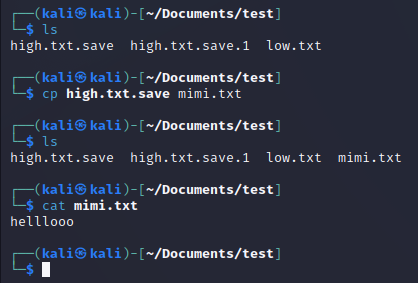 ┌──(kali㉿kali)-[~/Documents/test]
└─$ ls
high.txt.save  high.txt.save.1  low.txt
┌──(kali㉿kali)-[~/Documents/test]
└─$ cp high.txt.save mimi.txt
┌──(kali㉿kali)-[~/Documents/test]
└─$ ls
high.txt.save  high.txt.save.1  low.txt  mimi.txt
┌──(kali㉿kali)-[~/Documents/test]
└─$ cat mimi.txt
helllooo
┌──(kali㉿kali)-[~/Documents/test]
└─$